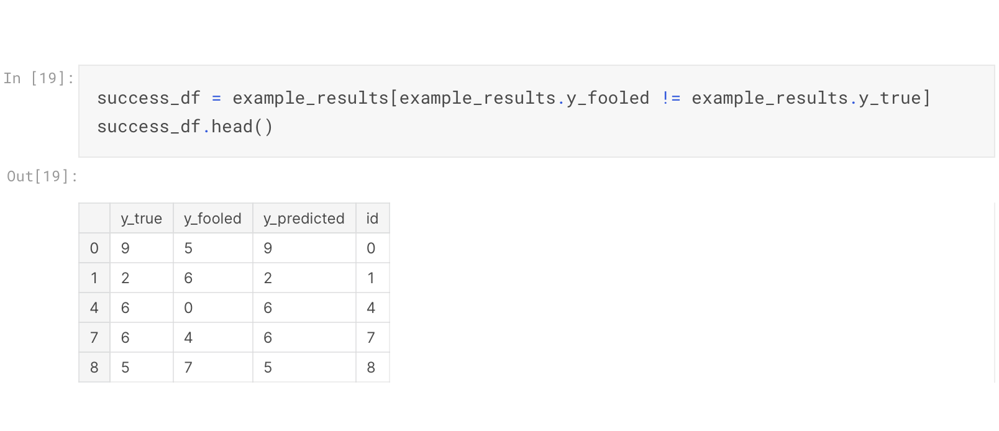 In [19]:
success_df = example_results[example_results.y_fooled != example_results.y_true]
success_df.head()
Out[19]:
y_true y_fooled y_predicted id
0 9 5 9 0
1 2 6 2 1
4 6 0 6 4
7 6 4 6 7
8 5 7 5 8